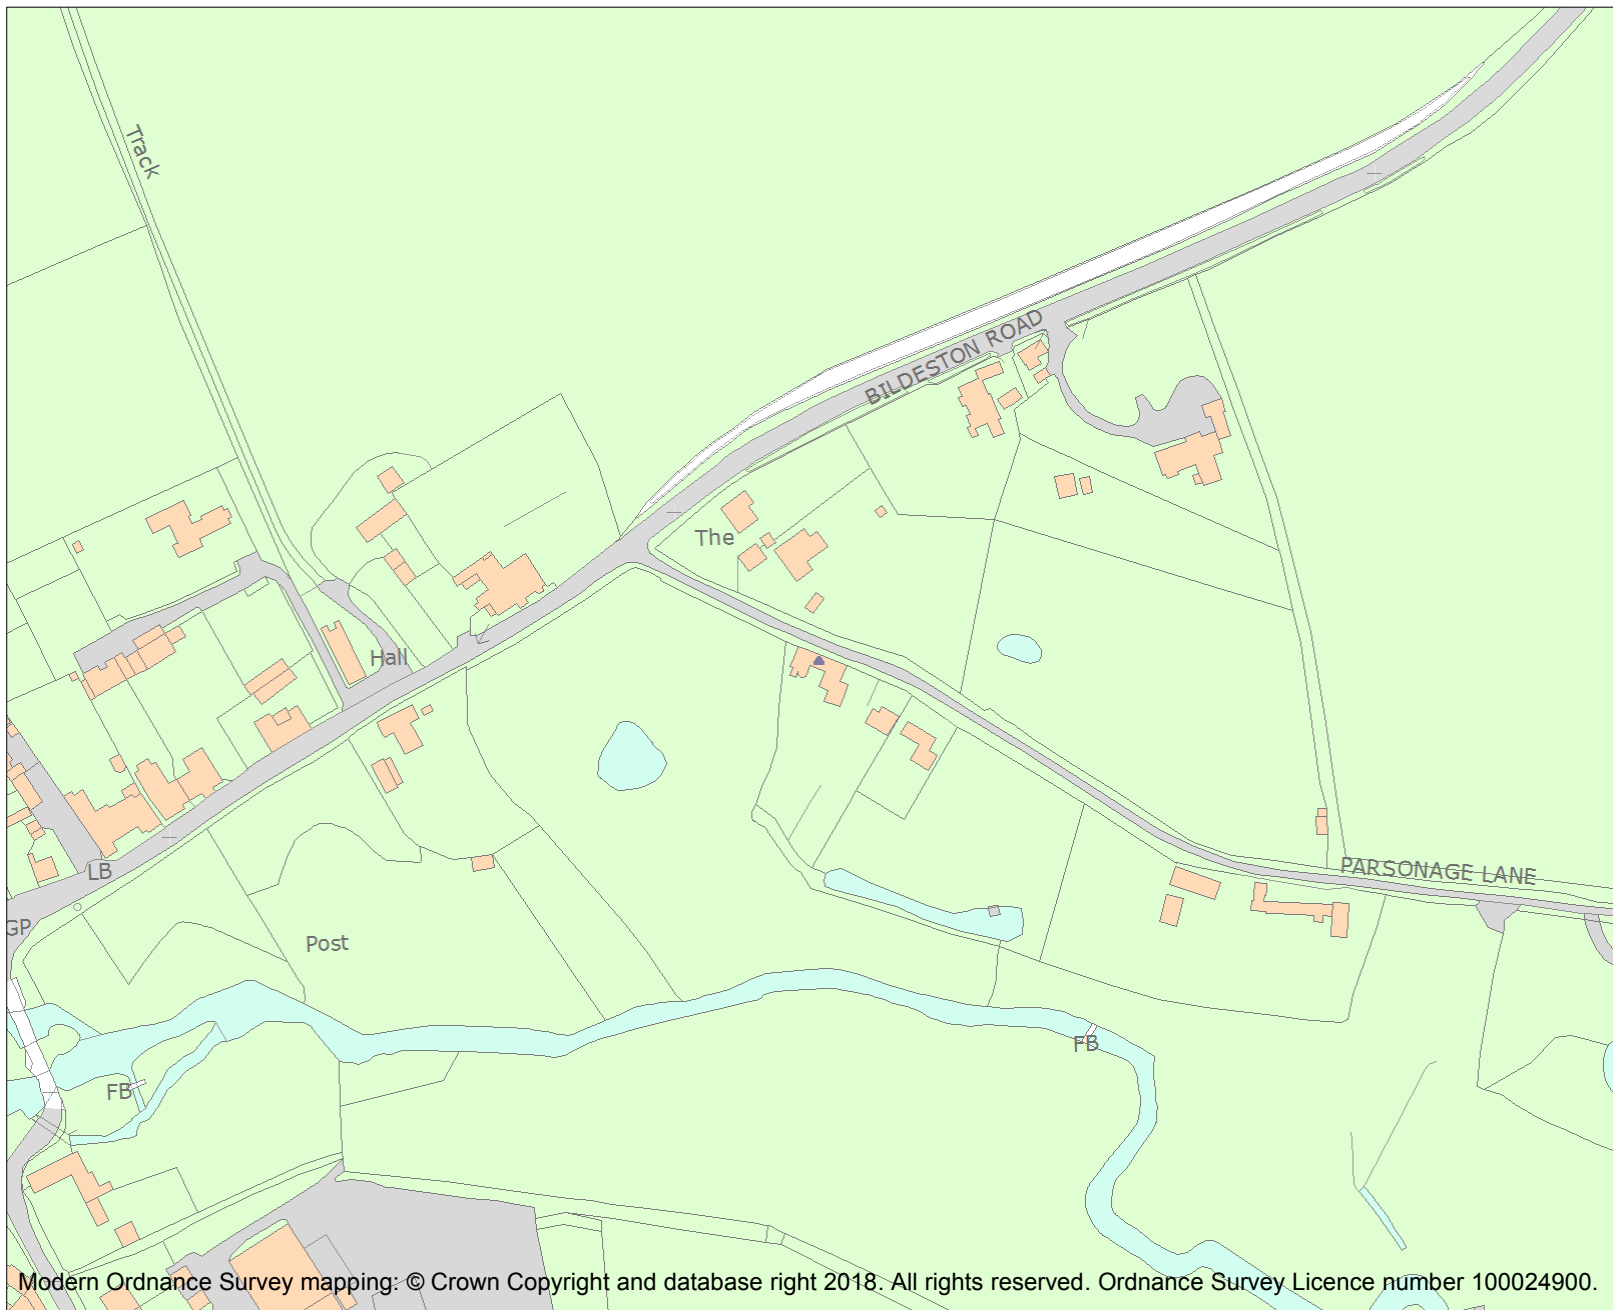 Track
BILDESTON ROAD
The
Hall
LB
PARSONAGE LANE
GP
Post
FB
FB
Modern Ordnance Survey mapping: © Crown Copyright and database right 2018. All rights reserved. Ordnance Survey Licence number 100024900.